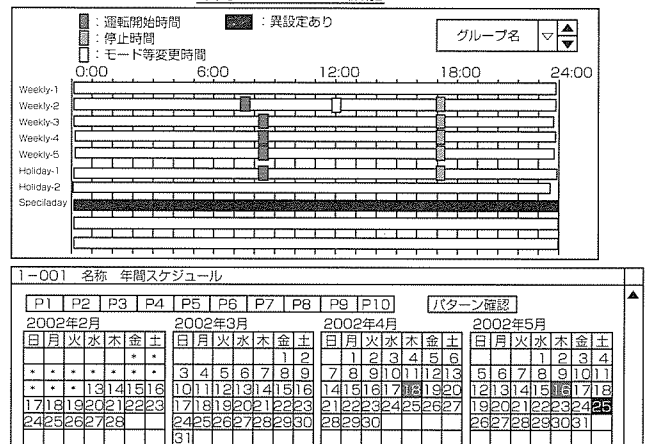 ：運転開始時間 ：異設定あり
：停止時間
：モード等変更時間
グループ名 ▽ ▲ ▼
0:00 6:00 12:00 18:00 24:00
Weekly-1
Weekly-2
Weekly-3
Weekly-4
Weekly-5
Holiday-1
Holiday-2
Speciladay
1-001 名称 年間スケジュール
P1 P2 P3 P4 P5 P6 P7 P8 P9 P10 パターン確認
2002年2月 2002年3月 2002年4月 2002年5月
日 月 火 水 木 金 土 日 月 火 水 木 金 土 日 月 火 水 木 金 土 日 月 火 水 木 金 土
* * 1 2 1 2 3 4 5 6 1 2 3 4
* * * * * * * 3 4 5 6 7 8 9 7 8 9 10 11 12 13 5 6 7 8 9 10 11
* * * 13 14 15 16 10 11 12 13 14 15 16 14 15 16 17 18 19 20 12 13 14 15 16 17 18
17 18 19 20 21 22 23 17 18 19 20 21 22 23 21 22 23 24 25 26 27 19 20 21 22 23 24 25
24 25 26 27 28 24 25 26 27 28 29 30 28 29 30 26 27 28 29 30 31
31